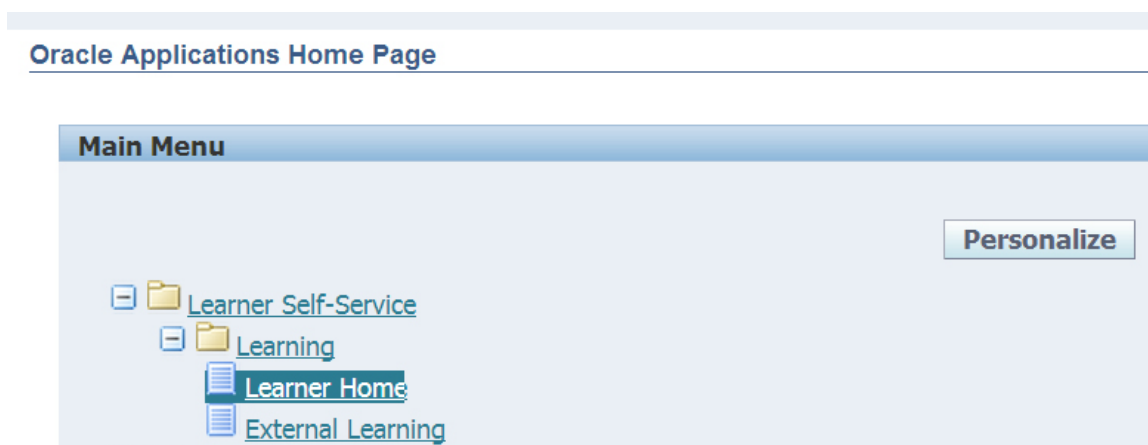 Oracle Applications Home Page
Main Menu
Personalize
Learner Self-Service
Learning
Learner Home
External Learning